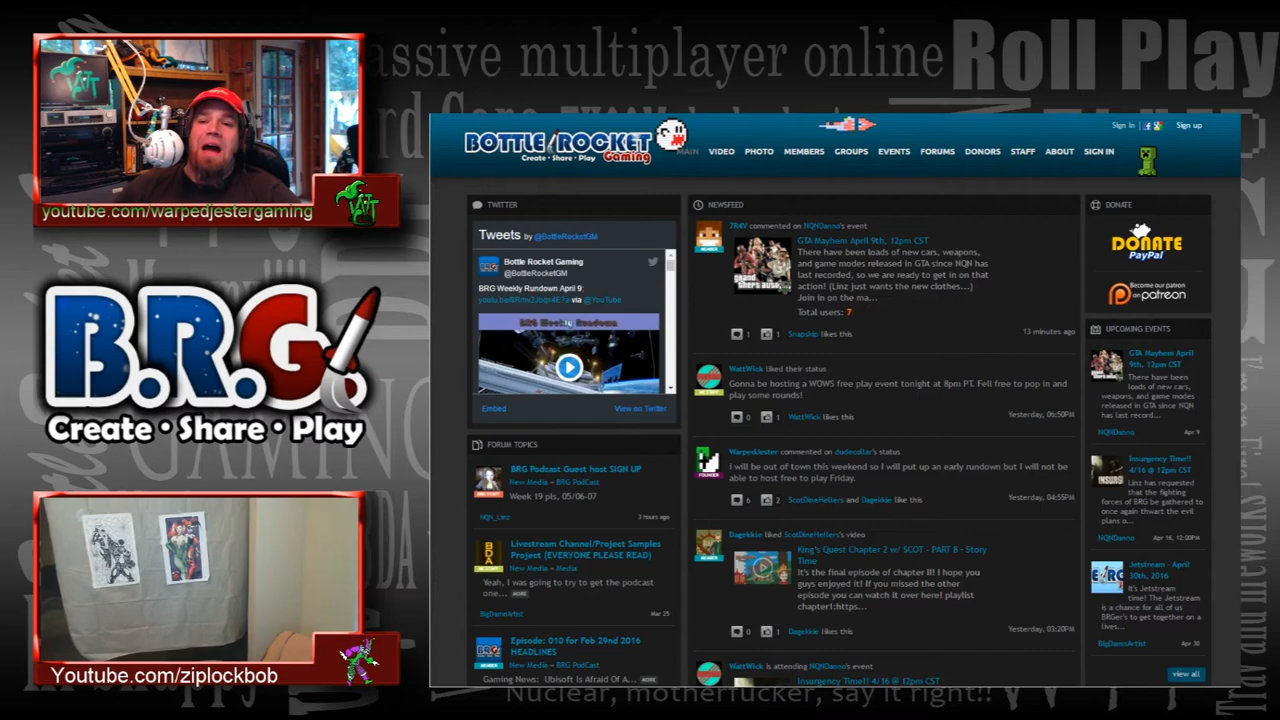 assive multiplayer online
Roll Play
youtube.com/warpedjestergaming
B.R.G.
Create • Share • Play
GAMING
Youtube.com/ziplockbob
Nuclear, motherfucker, say it right!!
BOTTLE ROCKET
Gaming
Create • Share • Play
Sign in
Sign up
MAIN VIDEO PHOTO MEMBERS GROUPS EVENTS FORUMS DONORS STAFF ABOUT SIGN IN
TWITTER
Tweets by @BottleRocketGM
Bottle Rocket Gaming
@BottleRocketGM
BRG Weekly Rundown April 9:
via @YouTube
BRG Weekly Rundown
Embed
View on Twitter
FORUM TOPICS
BRG Podcast Guest host SIGN UP
New Media » BRG PodCast
Week 19 pls, 05/06-07
NQN_Linz
3 hours ago
Livestream Channel/Project Samples
Project (EVERYONE PLEASE READ)
New Media » Media
Yeah, I was going to try to get the podcast
one... MORE
BigDamnArtist
Mar 25
Episode: 010 for Feb 29nd 2016
HEADLINES
New Media » BRG PodCast
Gaming News: Ubisoft Is Afraid Of A... MORE
NEWSFEED
7R4V commented on NQNDanno's event
GTA Mayhem April 9th, 12pm CST
There have been loads of new cars, weapons,
and game modes released in GTA since NQN has
last recorded, so we are ready to get in on that
action! (Linz just wants the new clothes...)
Join in on the ma...
Total users: 7
1 1 Snapskip likes this
13 minutes ago
WattWick liked their status
Gonna be hosting a WOWS free play event tonight at 8pm PT. Fell free to pop in and
play some rounds!
0 1 WattWick likes this
Yesterday, 06:50PM
WarpedJester commented on dudecollar's status
i will be out of town this weekend so I will put up an early rundown but I will not be
able to host free to play Friday.
6 2 ScotDineHellers and Dagekkie like this
Yesterday, 04:55PM
Dagekkie liked ScotDineHellers's video
King's Quest Chapter 2 w/ SCOT - PART 8 - Story
Time
It's the final episode of chapter II! I hope
you guys enjoyed it! If you missed the other
episode you can watch it over here! playlist
chapter1:https...
0 1 Dagekkie likes this
Yesterday, 03:20PM
WattWick is attending NQNDanno's event
Insurgency Time!! 4/16 @ 12pm CST
DONATE
DONATE
PayPal
Become our patron
on patreon
UPCOMING EVENTS
GTA Mayhem April
9th, 12pm CST
There have been
loads of new cars,
weapons, and game
modes released in
GTA since NQN has
last record...
NQNDanno
Apr 9
Insurgency Time!!
4/16 @ 12pm CST
Linz has requested
that the fighting
forces of BRG be gathered to
once again thwart the evil
plans o...
NQNDanno
Apr 16, 12:00PM
Jetstream - April
30th, 2016
It's Jetstream
time! The Jetstream
is a chance for all of us
BRGer's to get together on a
lives...
BigDamnArtist
Apr 30
view all